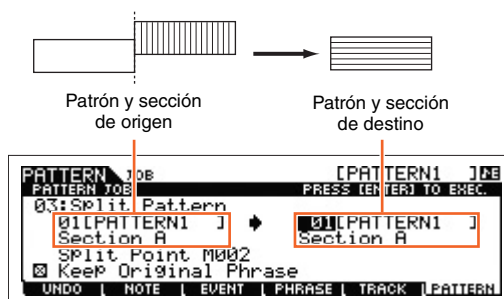 Patrón y sección
de origen
Patrón y sección
de destino
PATTERN JOB [PATTERN1 ]
PATTERN JOB PRESS [ENTER] TO EXEC.
03:Split Pattern
01[PATTERN1 ] 01[PATTERN1 ]
Section A Section A
Split Point M002
Keep Original Phrase
UNDO NOTE EVENT PHRASE TRACK PATTERN